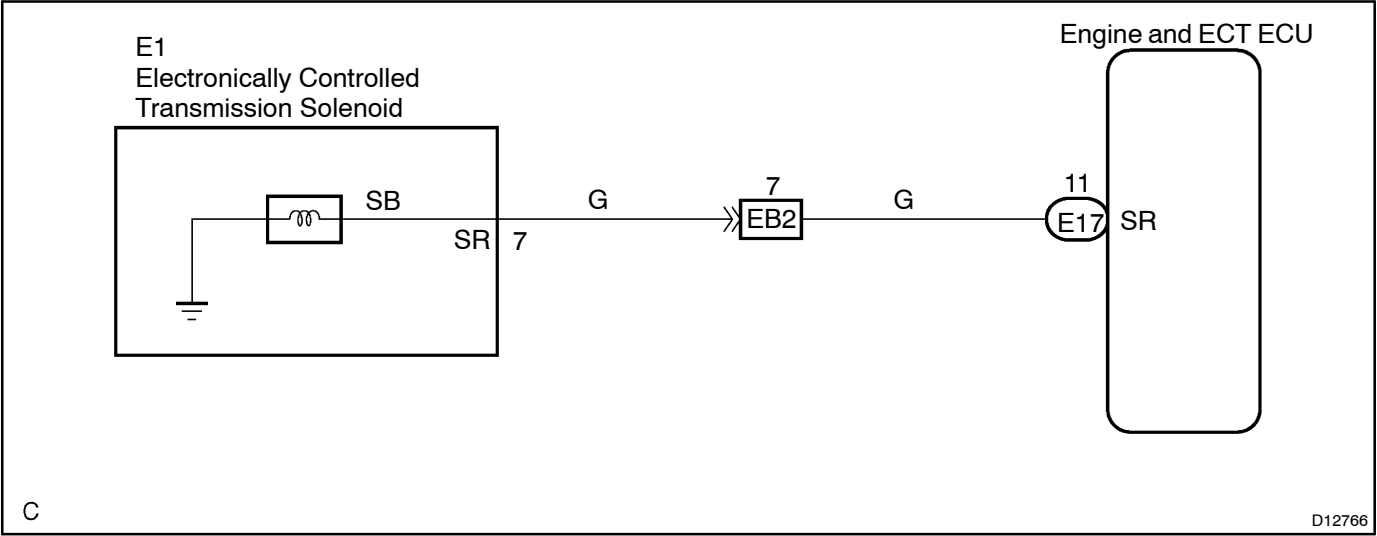 Engine and ECT ECU
E1
Electronically Controlled
Transmission Solenoid
SB
SR 7
G
7
EB2
G
11
E17
SR
C
D12766